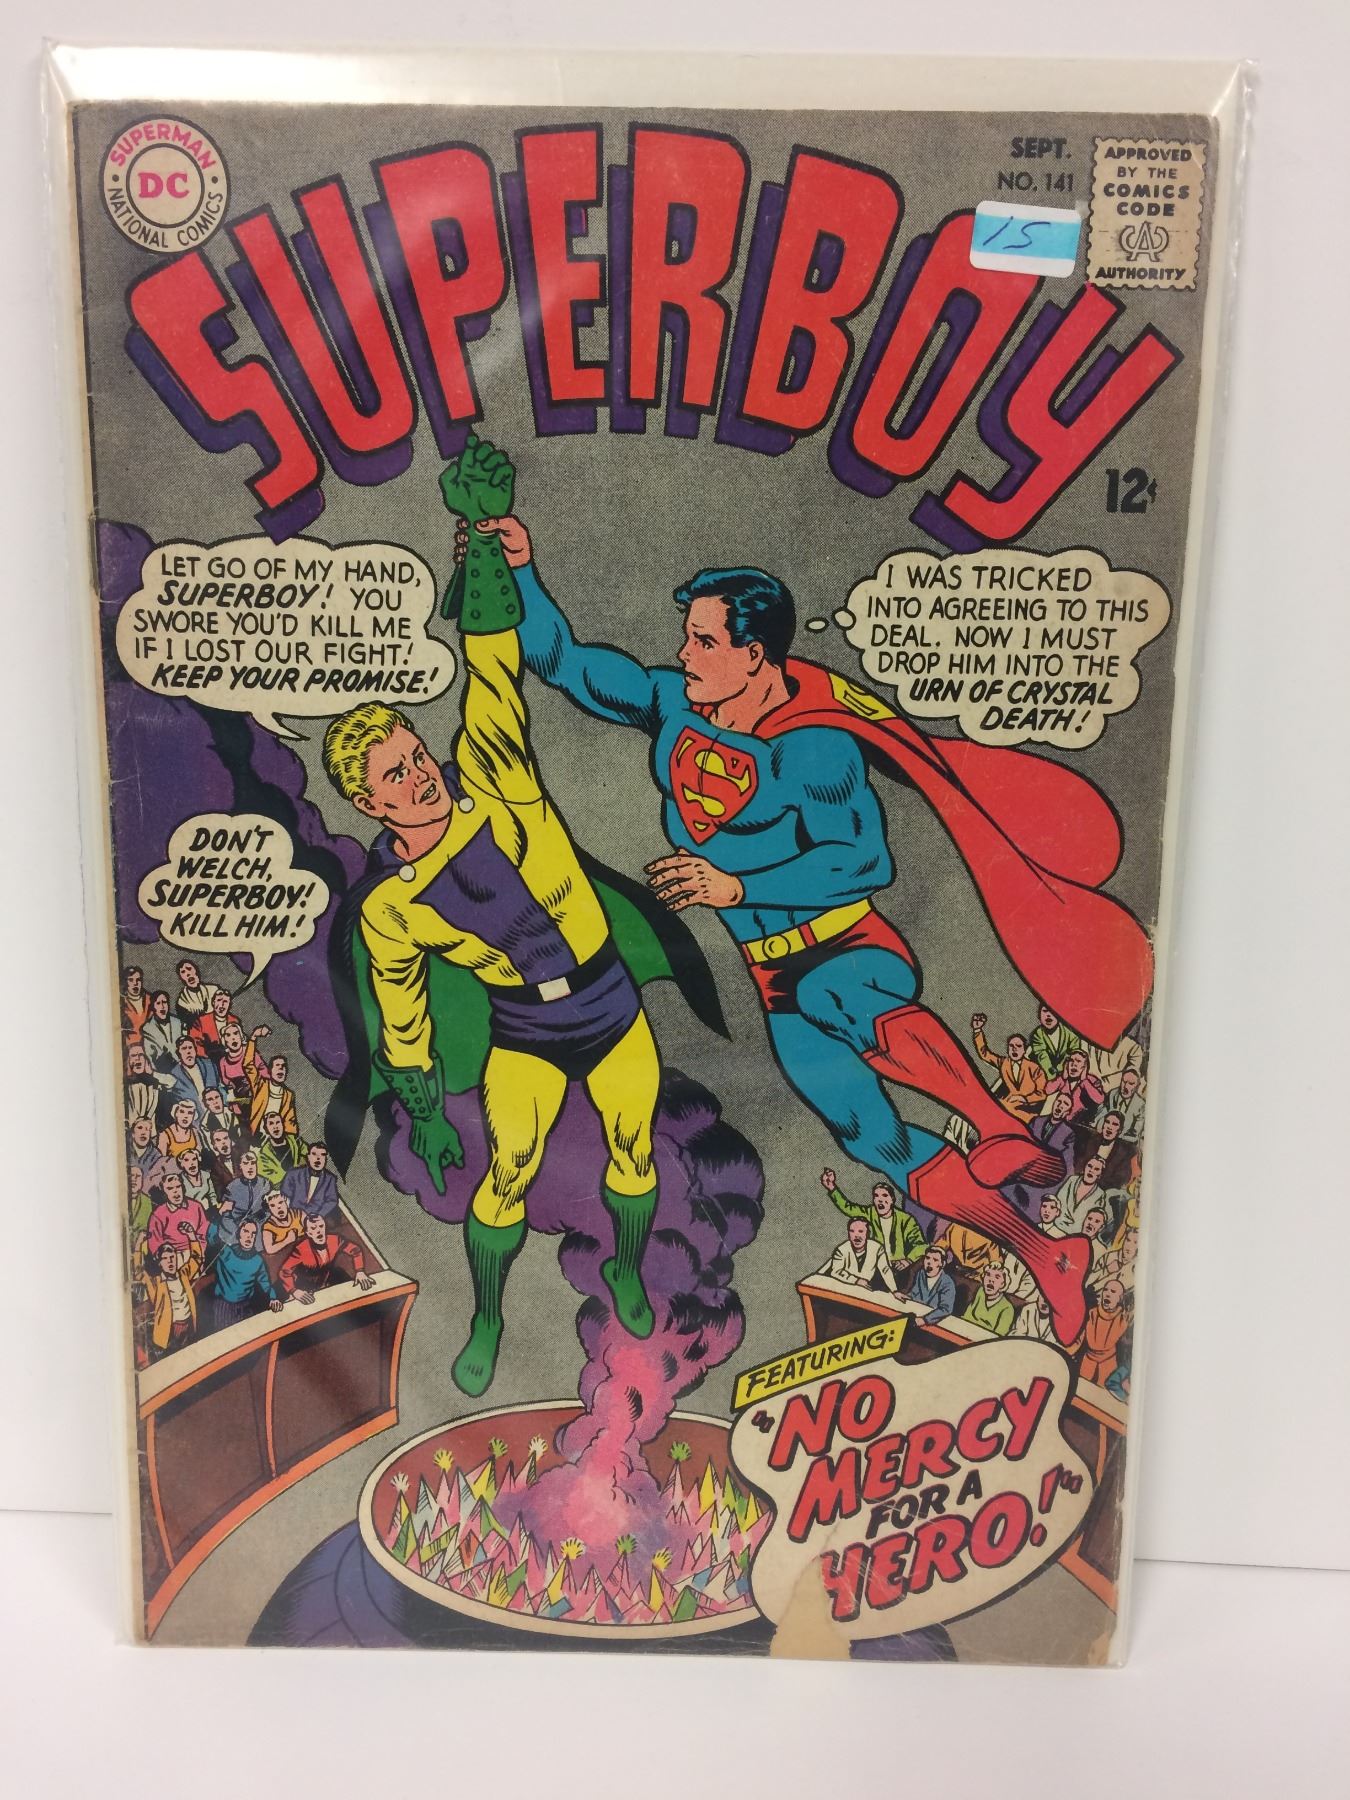 SUPERMAN
DC
NATIONAL COMICS
SUPERBOY
SEPT.
NO. 141
15
APPROVED
BY THE
COMICS
CODE
CA
AUTHORITY
12¢
LET GO OF MY HAND,
SUPERBOY! YOU
SWORE YOU'D KILL ME
IF I LOST OUR FIGHT!
KEEP YOUR PROMISE!
I WAS TRICKED
INTO AGREEING TO THIS
DEAL. NOW I MUST
DROP HIM INTO THE
URN OF CRYSTAL
DEATH!
DON'T
WELCH,
SUPERBOY!
KILL HIM!
S
FEATURING:
"NO
MERCY
FOR A
HERO!"